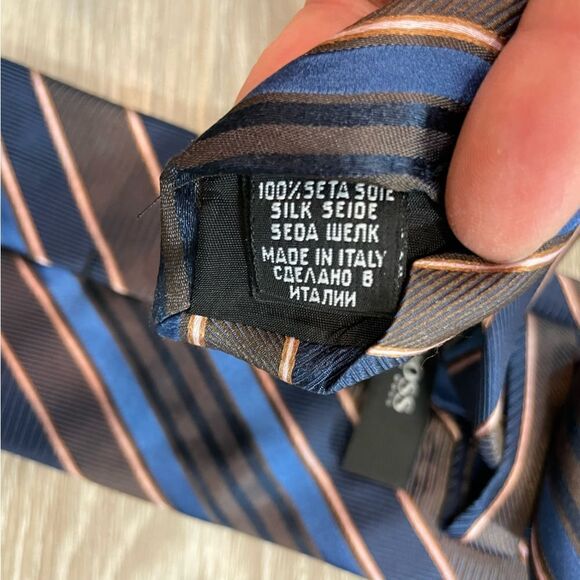 100% SETA SOIE
SILK SEIDE
SEDA ШЕЛК
MADE IN ITALY
СДЕЛАНО В
ИТАЛИИ